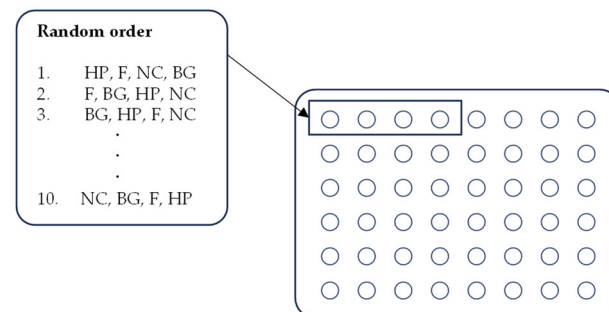 Random order
1. HP, F, NC, BG
2. F, BG, HP, NC
3. BG, HP, F, NC
.
.
.
10. NC, BG, F, HP